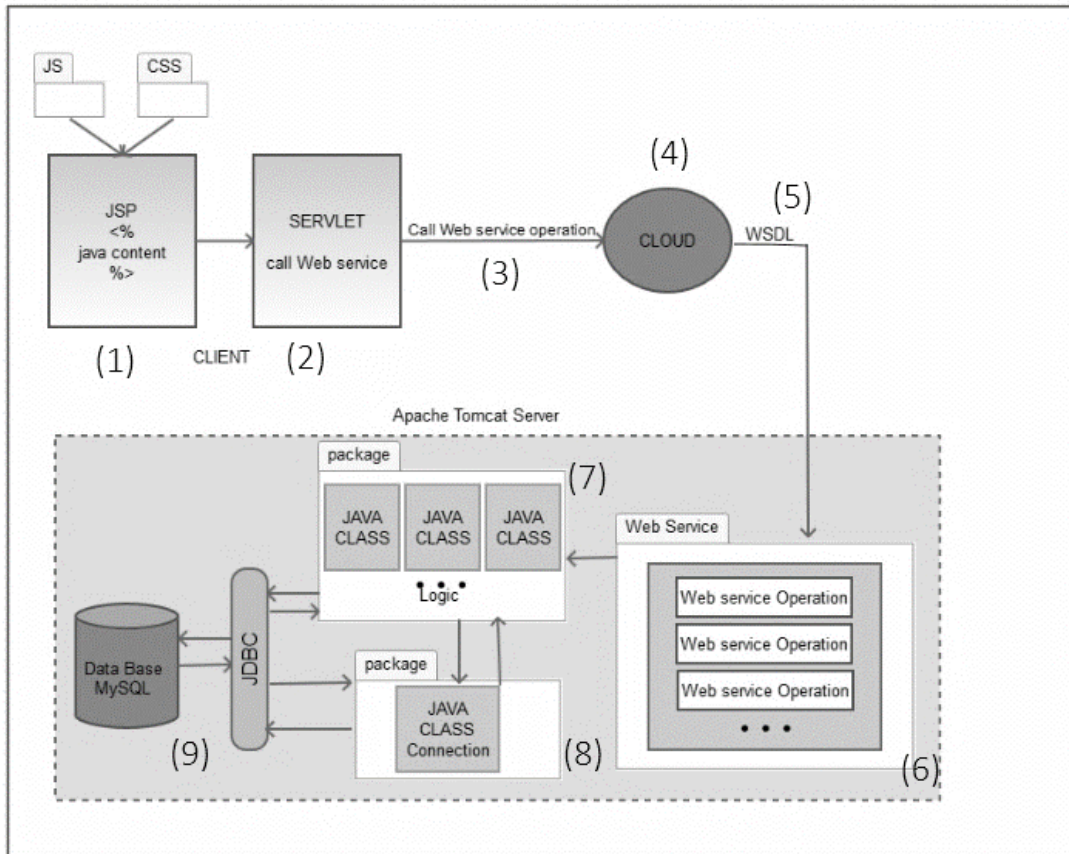 JS
CSS
JSP
<%
java content
%>
(1)
CLIENT
SERVLET
call Web service
(2)
Call Web service operation
(3)
(4)
CLOUD
(5)
WSDL
Apache Tomcat Server
package
(7)
JAVA
CLASS
JAVA
CLASS
JAVA
CLASS
• • •
Logic
Web Service
Web service Operation
Web service Operation
Web service Operation
• • •
(6)
package
JAVA
CLASS
Connection
(8)
JDBC
Data Base
MySQL
(9)